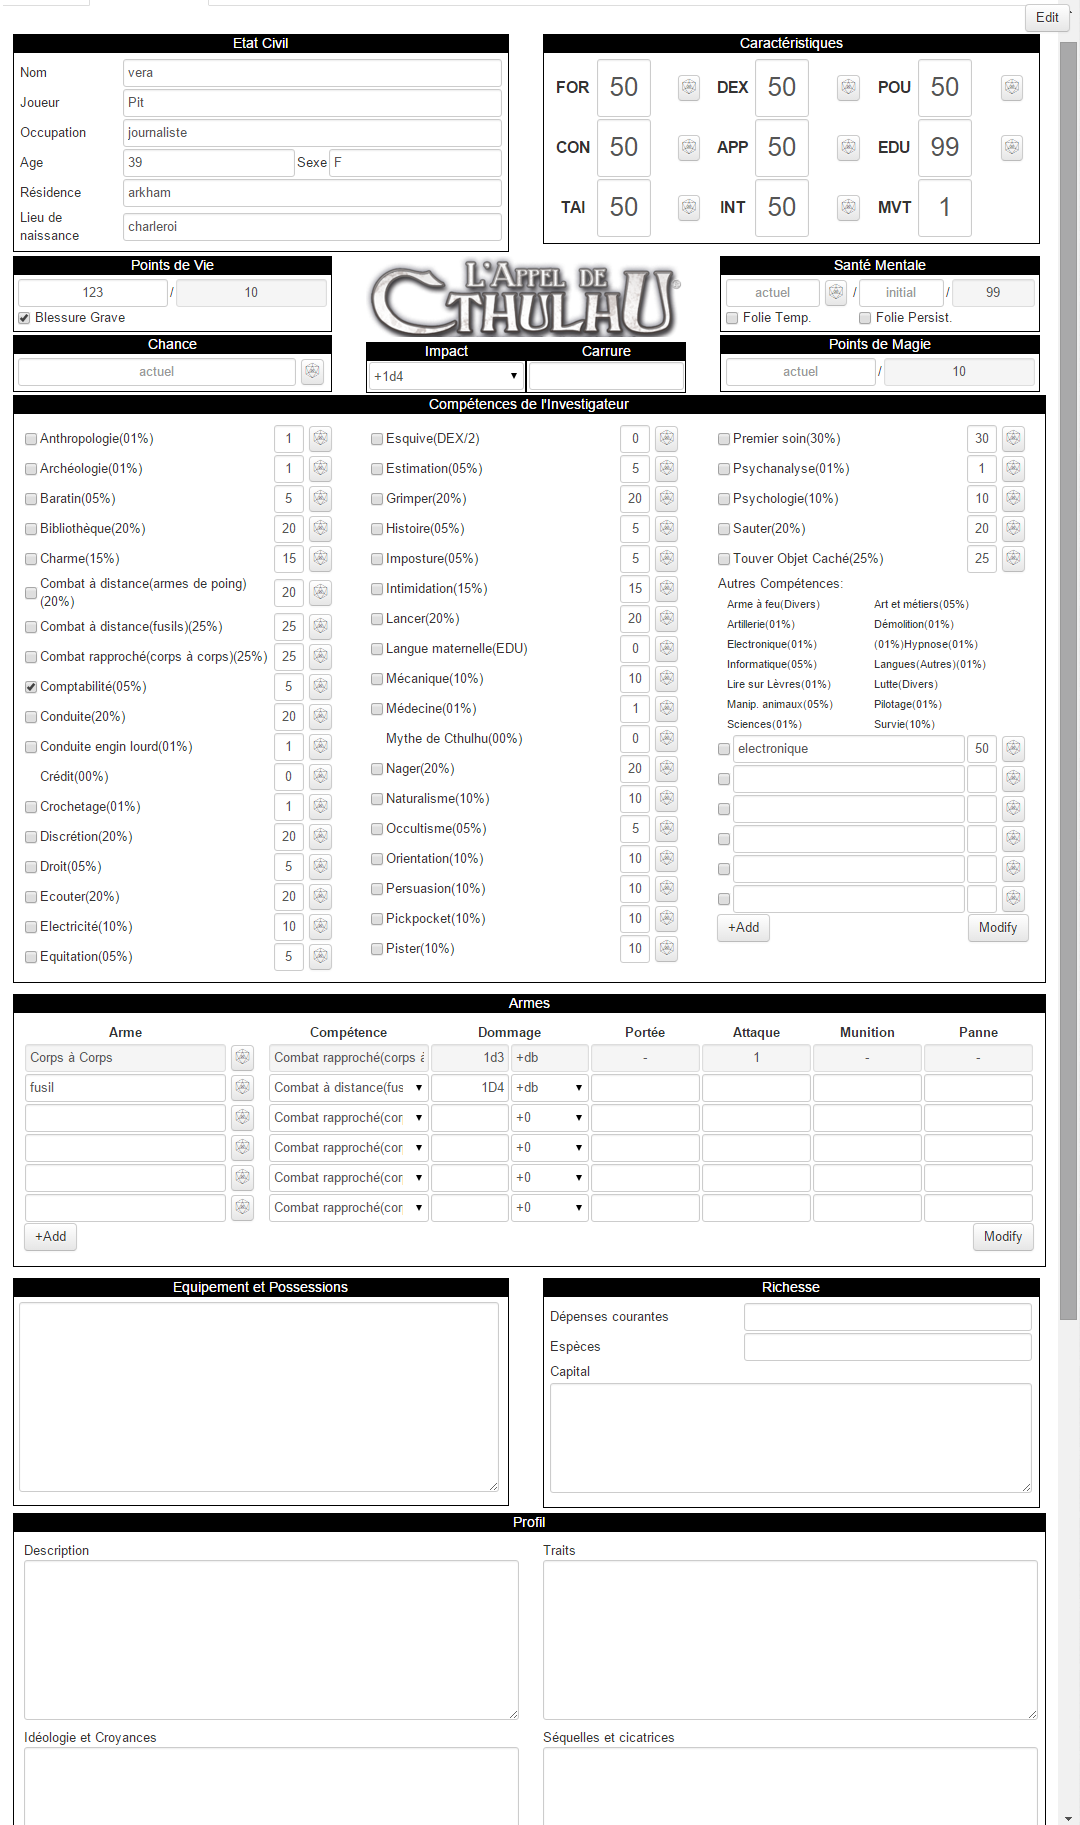 Edit
Etat Civil
Nom vera
Joueur Pit
Occupation journaliste
Age 39 Sexe F
Résidence arkham
Lieu de
naissance
charleroi
Caractéristiques
FOR 50 DEX 50 POU 50
CON 50 APP 50 EDU 99
TAI 50 INT 50 MVT 1
Points de Vie
123 / 10
Blessure Grave
Chance
actuel
L'APPEL DE
CTHULHU
Impact Carrure
+1d4
Santé Mentale
actuel / initial / 99
Folie Temp. Folie Persist.
Points de Magie
actuel / 10
Compétences de l'Investigateur
Anthropologie(01%) 1
Archéologie(01%) 1
Baratin(05%) 5
Bibliothèque(20%) 20
Charme(15%) 15
Combat à distance(armes de poing)
(20%) 20
Combat à distance(fusils)(25%) 25
Combat rapproché(corps à corps)(25%) 25
Comptabilité(05%) 5
Conduite(20%) 20
Conduite engin lourd(01%) 1
Crédit(00%) 0
Crochetage(01%) 1
Discrétion(20%) 20
Droit(05%) 5
Ecouter(20%) 20
Electricité(10%) 10
Equitation(05%) 5
Esquive(DEX/2) 0
Estimation(05%) 5
Grimper(20%) 20
Histoire(05%) 5
Imposture(05%) 5
Intimidation(15%) 15
Lancer(20%) 20
Langue maternelle(EDU) 0
Mécanique(10%) 10
Médecine(01%) 1
Mythe de Cthulhu(00%) 0
Nager(20%) 20
Naturalisme(10%) 10
Occultisme(05%) 5
Orientation(10%) 10
Persuasion(10%) 10
Pickpocket(10%) 10
Pister(10%) 10
Premier soin(30%) 30
Psychanalyse(01%) 1
Psychologie(10%) 10
Sauter(20%) 20
Touver Objet Caché(25%) 25
Autres Compétences:
Arme à feu(Divers) Art et métiers(05%)
Artillerie(01%) Démolition(01%)
Electronique(01%) (01%)Hypnose(01%)
Informatique(05%) Langues(Autres)(01%)
Lire sur Lèvres(01%) Lutte(Divers)
Manip. animaux(05%) Pilotage(01%)
Sciences(01%) Survie(10%)
electronique 50
+Add Modify
Armes
Arme Compétence Dommage Portée Attaque Munition Panne
Corps à Corps Combat rapproché(corps à 1d3 +db - 1 - -
fusil Combat à distance(fus 1D4 +db
Combat rapproché(cor +0
Combat rapproché(cor +0
Combat rapproché(cor +0
Combat rapproché(cor +0
+Add Modify
Equipement et Possessions
Richesse
Dépenses courantes
Espèces
Capital
Profil
Description Traits
Idéologie et Croyances Séquelles et cicatrices